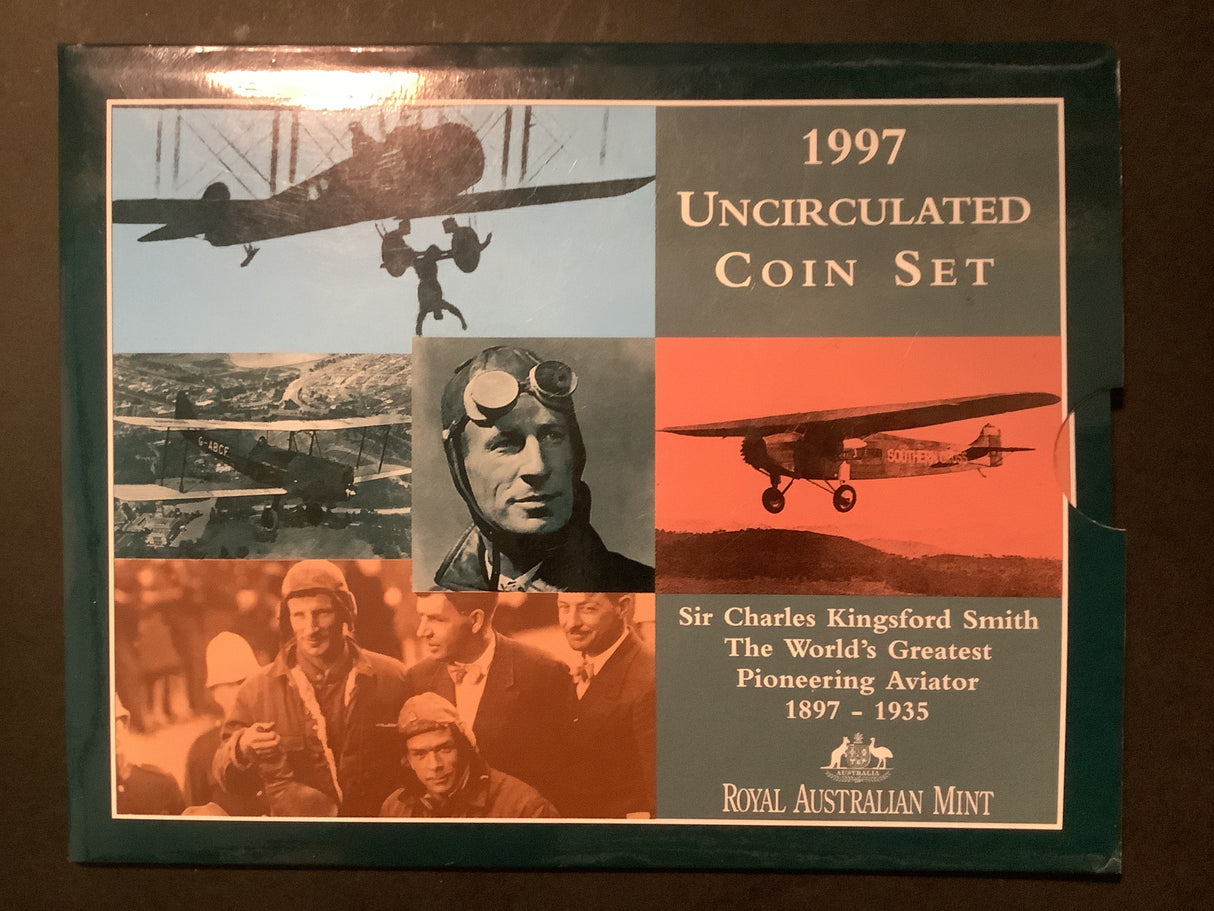 1997
UNCIRCULATED
COIN SET
G-ABCF
SOUTHERN CROSS
Sir Charles Kingsford Smith
The World's Greatest
Pioneering Aviator
1897 - 1935
AUSTRALIA
ROYAL AUSTRALIAN MINT